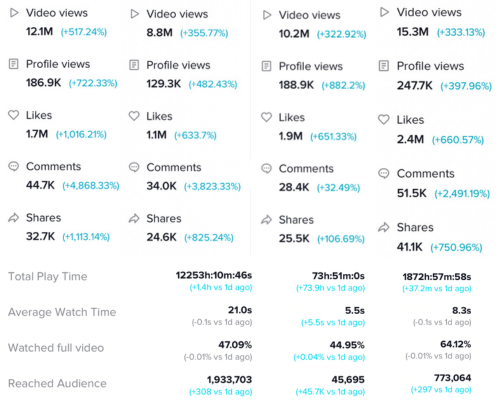 Video views
12.1M (+517.24%)
Profile views
186.9K (+722.33%)
Likes
1.7M (+1,016.21%)
Comments
44.7K (+4,868.33%)
Shares
32.7K (+1,113.14%)
Video views
8.8M (+355.77%)
Profile views
129.3K (+482.43%)
Likes
1.1M (+633.7%)
Comments
34.0K (+3,823.33%)
Shares
24.6K (+825.24%)
Video views
10.2M (+322.92%)
Profile views
188.9K (+882.2%)
Likes
1.9M (+651.33%)
Comments
28.4K (+32.49%)
Shares
25.5K (+106.69%)
Video views
15.3M (+333.13%)
Profile views
247.7K (+397.96%)
Likes
2.4M (+660.57%)
Comments
51.5K (+2,491.19%)
Shares
41.1K (+750.96%)
Total Play Time 12253h:10m:46s 73h:51m:0s 1872h:57m:58s
(+1.4h vs 1d ago) (+73.9h vs 1d ago) (+37.2m vs 1d ago)
Average Watch Time 21.0s 5.5s 8.3s
(-0.1s vs 1d ago) (+5.5s vs 1d ago) (-0.1s vs 1d ago)
Watched full video 47.09% 44.95% 64.12%
(-0.01% vs 1d ago) (+0.04% vs 1d ago) (-0.01% vs 1d ago)
Reached Audience 1,933,703 45,695 773,064
(+308 vs 1d ago) (+45.7K vs 1d ago) (+297 vs 1d ago)